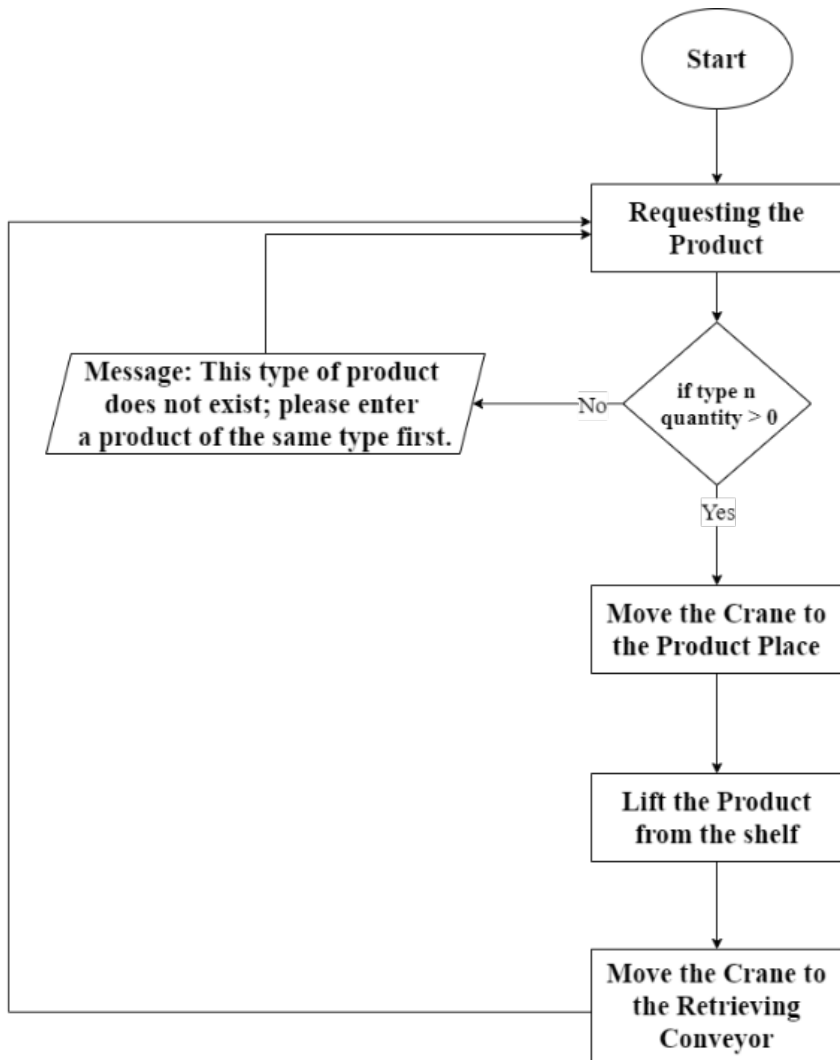 Start
Requesting the
Product
Message: This type of product
does not exist; please enter
a product of the same type first.
No
if type n
quantity > 0
Yes
Move the Crane to
the Product Place
Lift the Product
from the shelf
Move the Crane to
the Retrieving
Conveyor